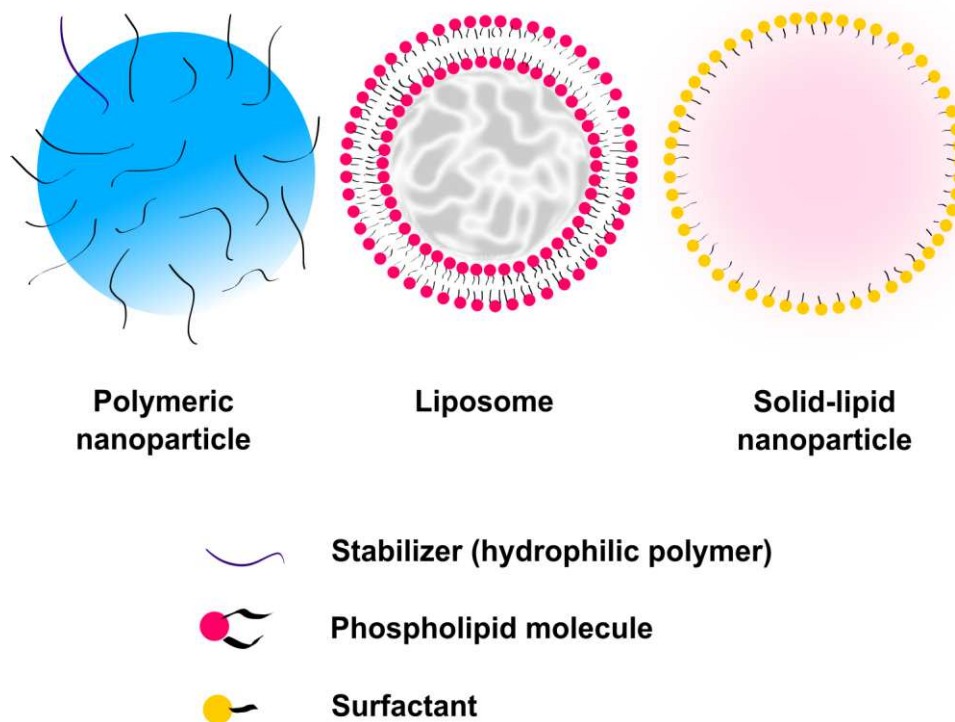 Polymeric
nanoparticle
Liposome
Solid-lipid
nanoparticle
Stabilizer (hydrophilic polymer)
Phospholipid molecule
Surfactant